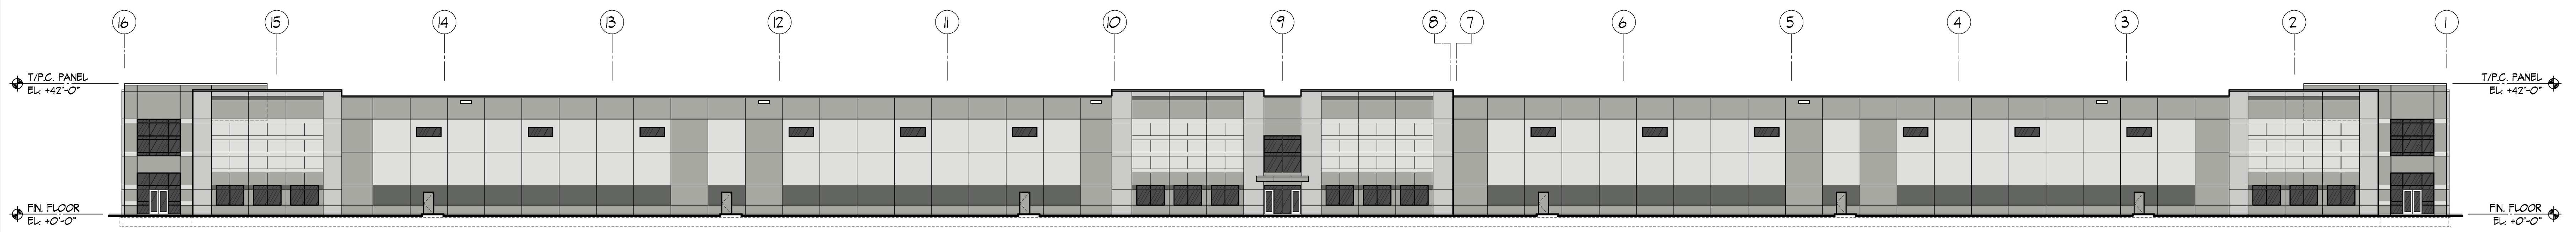 16 15 14 13 12 11 10 9 8 7 6 5 4 3 2 1
T/P.C. PANEL
EL: +42'-0"
T/P.C. PANEL
EL: +42'-0"
FIN. FLOOR
EL: +0'-0"
FIN. FLOOR
EL: +0'-0"